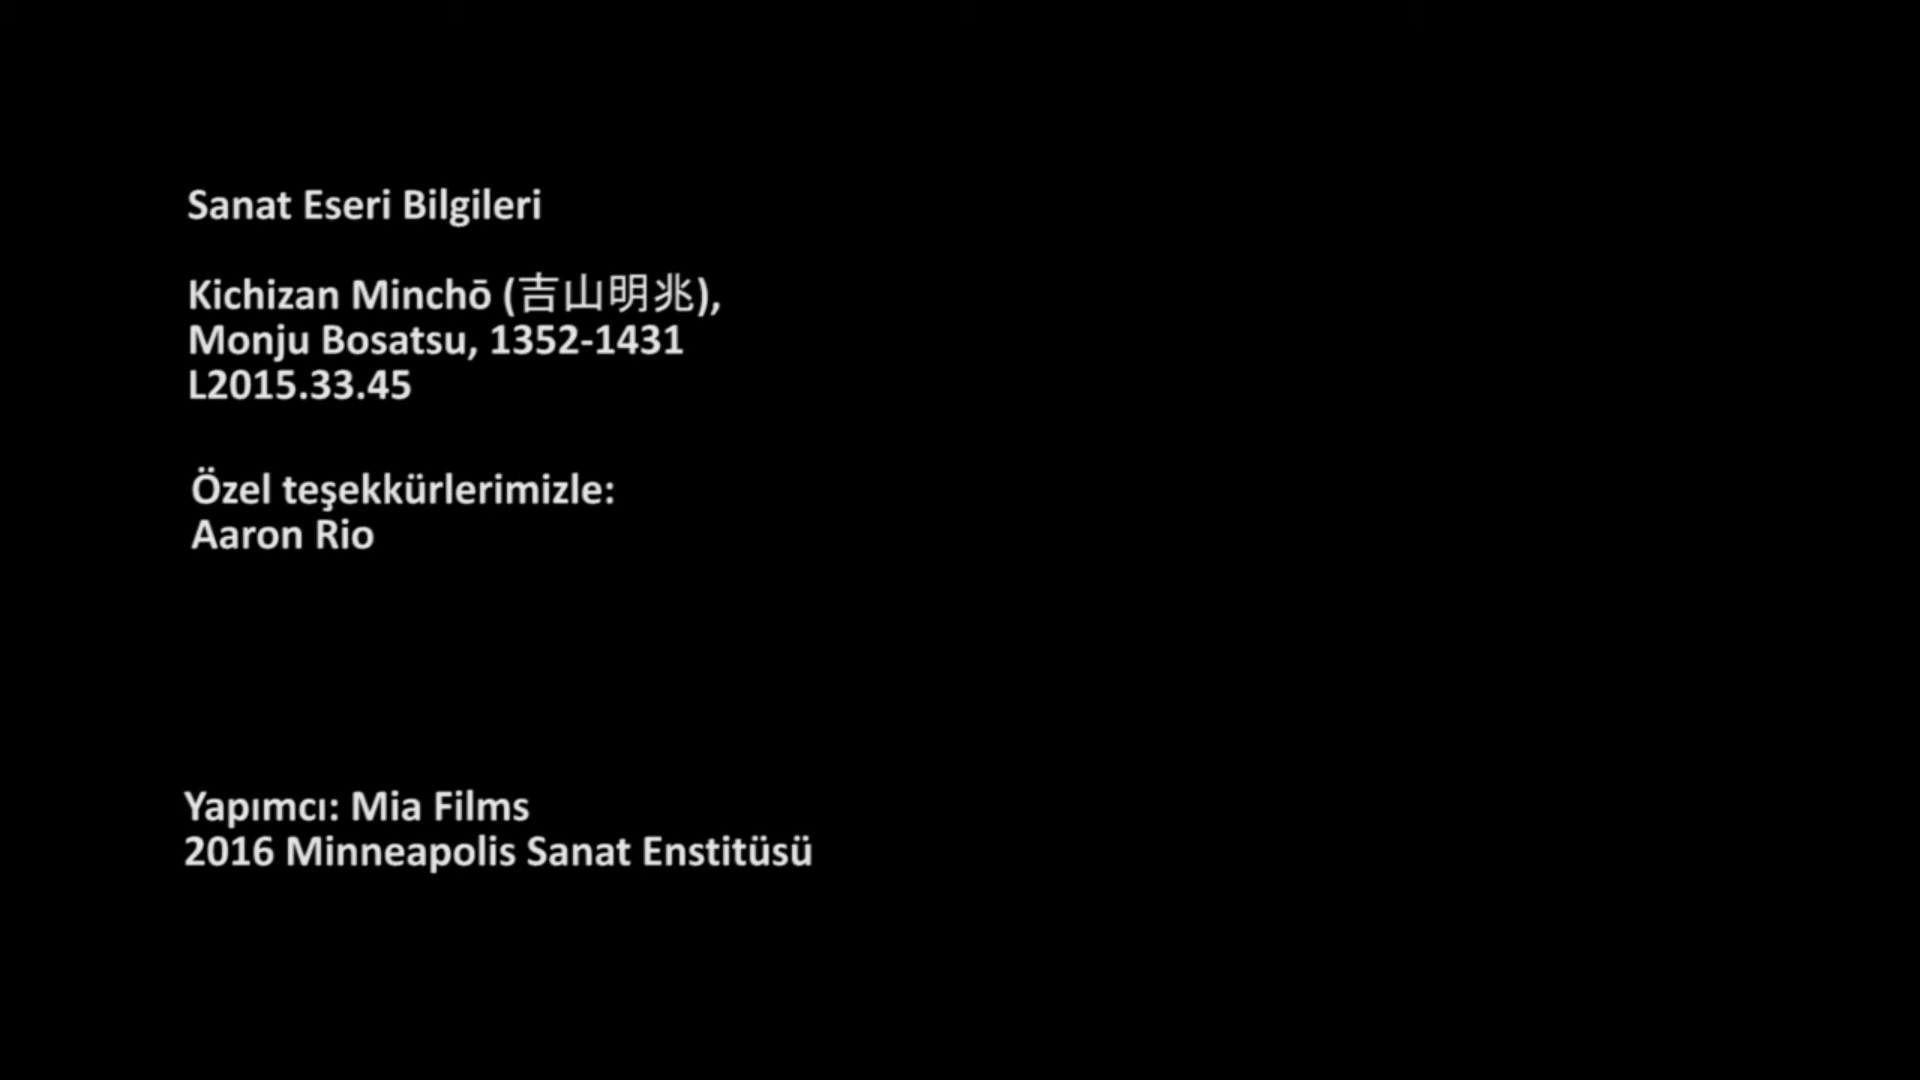 Sanat Eseri Bilgileri
Kichizan Minchō (吉山明兆),
Monju Bosatsu, 1352-1431
L2015.33.45
Özel teşekkürlerimizle:
Aaron Rio
Yapımcı: Mia Films
2016 Minneapolis Sanat Enstitüsü